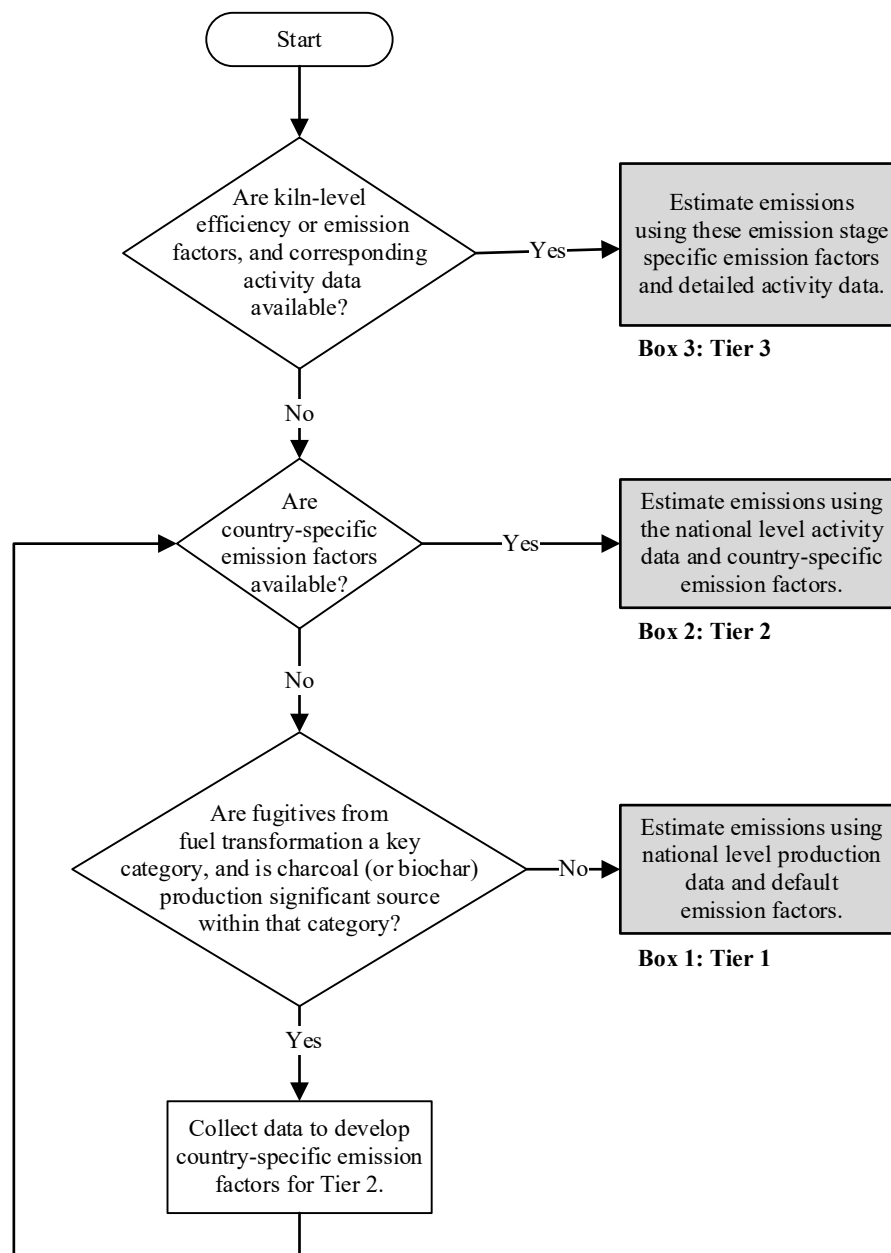 Start
Are kiln-level
efficiency or emission
factors, and corresponding
activity data
available?
Yes
Estimate emissions
using these emission stage
specific emission factors
and detailed activity data.
Box 3: Tier 3
No
Are
country-specific
emission factors
available?
Yes
Estimate emissions using
the national level activity
data and country-specific
emission factors.
Box 2: Tier 2
No
Are fugitives from
fuel transformation a key
category, and is charcoal (or biochar)
production significant source
within that category?
No
Estimate emissions using
national level production
data and default
emission factors.
Box 1: Tier 1
Yes
Collect data to develop
country-specific emission
factors for Tier 2.